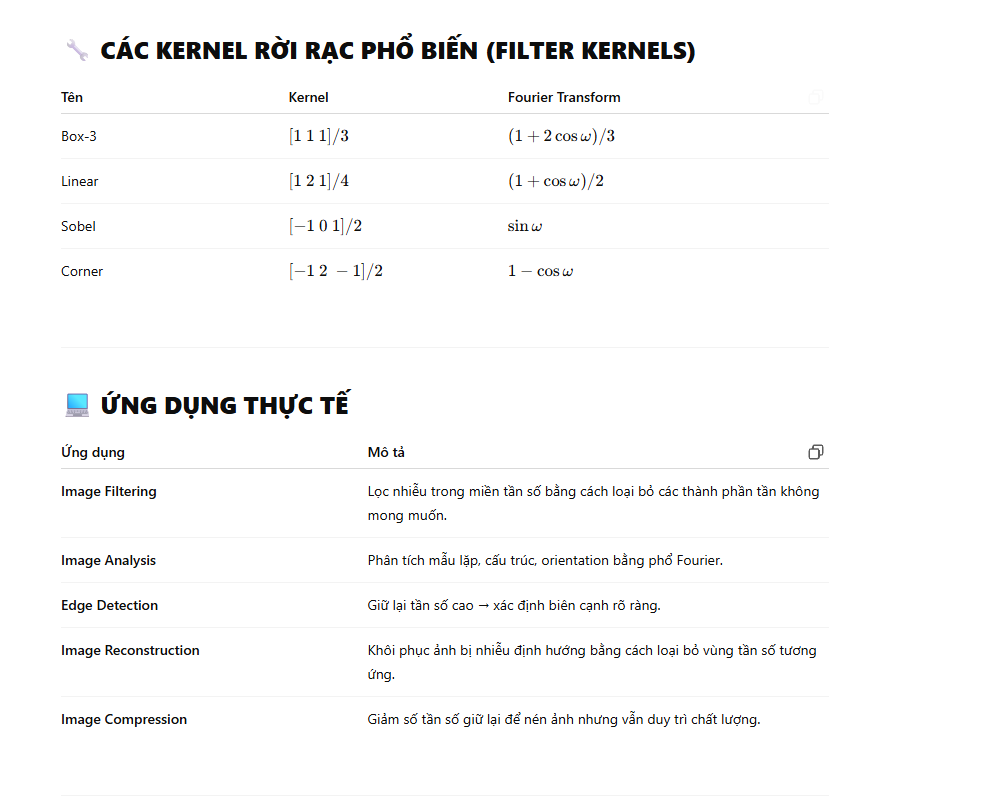 🔧 CÁC KERNEL RỜI RẠC PHỔ BIẾN (FILTER KERNELS)
Tên Kernel Fourier Transform
Box-3 [1 1 1]/3 (1 + 2 cos ω)/3
Linear [1 2 1]/4 (1 + cos ω)/2
Sobel [−1 0 1]/2 sin ω
Corner [−1 2 − 1]/2 1 − cos ω
💻 ỨNG DỤNG THỰC TẾ
Ứng dụng Mô tả
Image Filtering Lọc nhiễu trong miền tần số bằng cách loại bỏ các thành phần tần không
mong muốn.
Image Analysis Phân tích mẫu lặp, cấu trúc, orientation bằng phổ Fourier.
Edge Detection Giữ lại tần số cao → xác định biên cạnh rõ ràng.
Image Reconstruction Khôi phục ảnh bị nhiễu định hướng bằng cách loại bỏ vùng tần số tương
ứng.
Image Compression Giảm số tần số giữ lại để nén ảnh nhưng vẫn duy trì chất lượng.